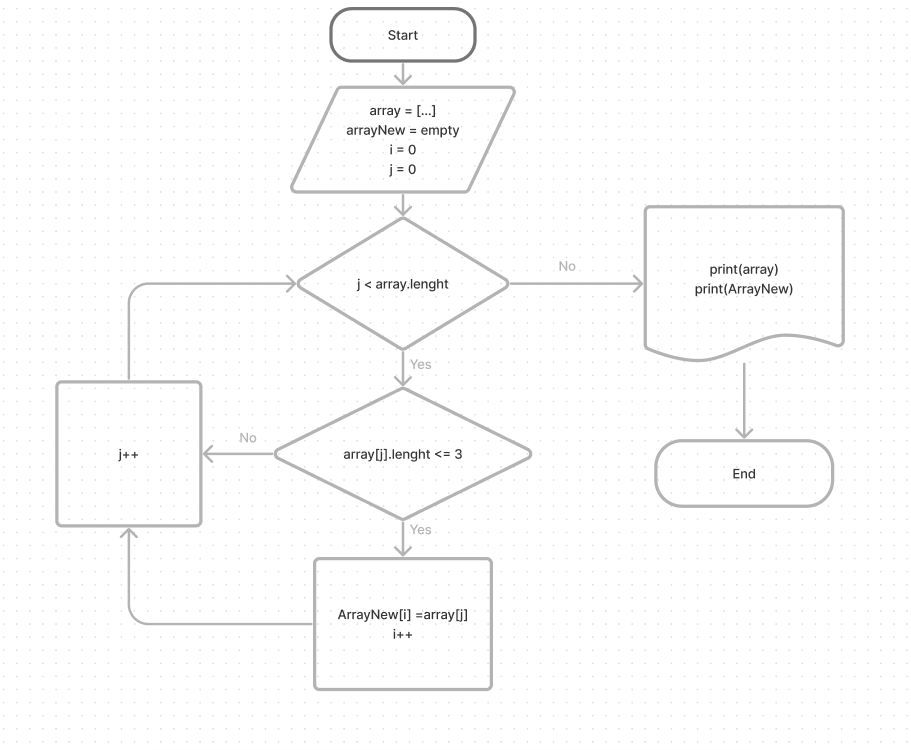 Start
array = [...]
arrayNew = empty
i = 0
j = 0
j < array.lenght
No
print(array)
print(ArrayNew)
Yes
j++
No
array[j].lenght <= 3
End
Yes
ArrayNew[i] =array[j]
i++